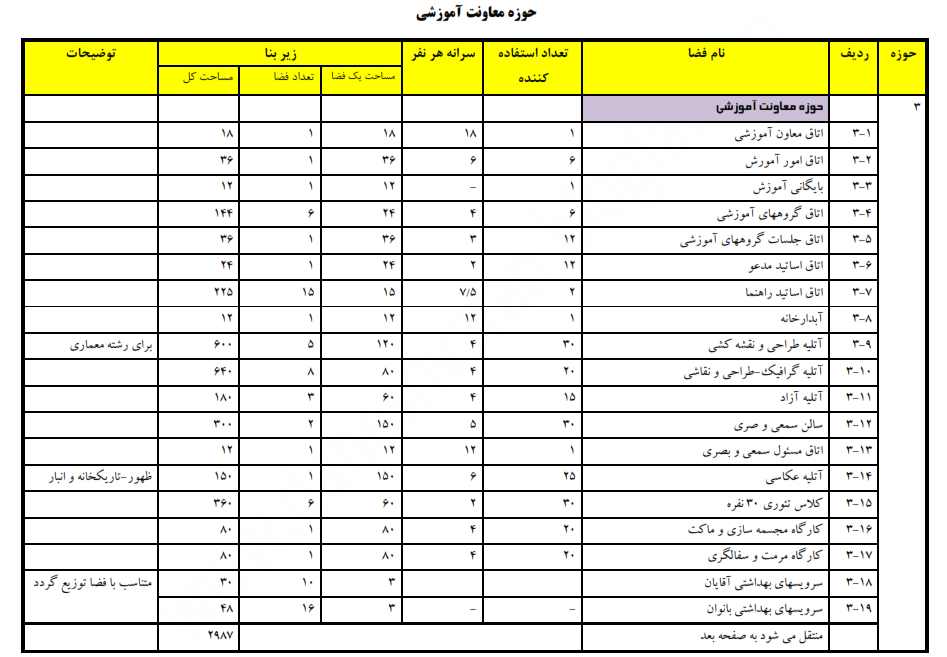 حوزه معاونت آموزشی
حوزه ردیف نام فضا تعداد استفاده کننده سرانه هر نفر زیر بنا توضیحات
مساحت یک فضا تعداد فضا مساحت کل
۳ حوزه معاونت آموزشی
۳-۱ اتاق معاون آموزشی ۱ ۱۸ ۱۸ ۱ ۱۸
۳-۲ اتاق امور آمورش ۶ ۶ ۳۶ ۱ ۳۶
۳-۳ بایگانی آموزش ۱ - ۱۲ ۱ ۱۲
۳-۴ اتاق گروههای آموزشی ۶ ۴ ۲۴ ۶ ۱۴۴
۳-۵ اتاق جلسات گروههای آموزشی ۱۲ ۳ ۳۶ ۱ ۳۶
۳-۶ اتاق اساتید مدعو ۱۲ ۲ ۲۴ ۱ ۲۴
۳-۷ اتاق اساتید راهنما ۲ ۷/۵ ۱۵ ۱۵ ۲۲۵
۳-۸ آبدارخانه ۱ ۱۲ ۱۲ ۱ ۱۲
۳-۹ آتلیه طراحی و نقشه کشی ۳۰ ۴ ۱۲۰ ۵ ۶۰۰ برای رشته معماری
۳-۱۰ آتلیه گرافیک-طراحی و نقاشی ۲۰ ۴ ۸۰ ۸ ۶۴۰
۳-۱۱ آتلیه آزاد ۱۵ ۴ ۶۰ ۳ ۱۸۰
۳-۱۲ سالن سمعی و صری ۳۰ ۵ ۱۵۰ ۲ ۳۰۰
۳-۱۳ اتاق مسئول سمعی و بصری ۱ ۱۲ ۱۲ ۱ ۱۲
۳-۱۴ آتلیه عکاسی ۲۵ ۶ ۱۵۰ ۱ ۱۵۰ ظهور-تاریکخانه و انبار
۳-۱۵ کلاس تئوری ۳۰ نفره ۳۰ ۲ ۶۰ ۶ ۳۶۰
۳-۱۶ کارگاه مجسمه سازی و ماکت ۲۰ ۴ ۸۰ ۱ ۸۰
۳-۱۷ کارگاه مرمت و سفالگری ۲۰ ۴ ۸۰ ۱ ۸۰
۳-۱۸ سرویسهای بهداشتی آقایان ۳ ۱۰ ۳۰ متناسب با فضا توزیع گردد
۳-۱۹ سرویسهای بهداشتی بانوان - - ۳ ۱۶ ۴۸
منتقل می شود به صفحه بعد ۲۹۸۷